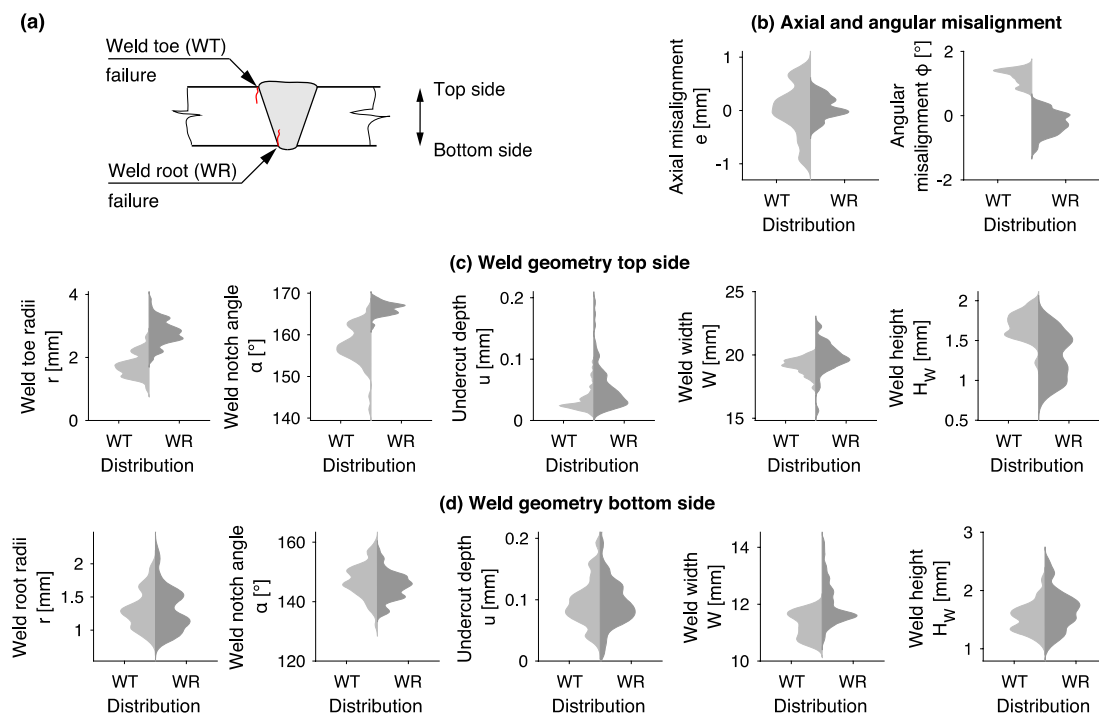 (a)
Weld toe (WT)
failure
Top side
Bottom side
Weld root (WR)
failure
(b) Axial and angular misalignment
Axial misalignment
e [mm]
1
0
-1
WT WR
Distribution
Angular
misalignment Φ [°]
2
0
-2
WT WR
Distribution
(c) Weld geometry top side
Weld toe radii
r [mm]
4
2
0
WT WR
Distribution
Weld notch angle
α [°]
170
160
150
140
WT WR
Distribution
Undercut depth
u [mm]
0.2
0.1
0
WT WR
Distribution
Weld width
W [mm]
25
20
15
WT WR
Distribution
Weld height
H_W [mm]
2
1.5
1
0.5
WT WR
Distribution
(d) Weld geometry bottom side
Weld root radii
r [mm]
2
1.5
1
WT WR
Distribution
Weld notch angle
α [°]
160
140
120
WT WR
Distribution
Undercut depth
u [mm]
0.2
0.1
0
WT WR
Distribution
Weld width
W [mm]
14
12
10
WT WR
Distribution
Weld height
H_W [mm]
3
2
1
WT WR
Distribution